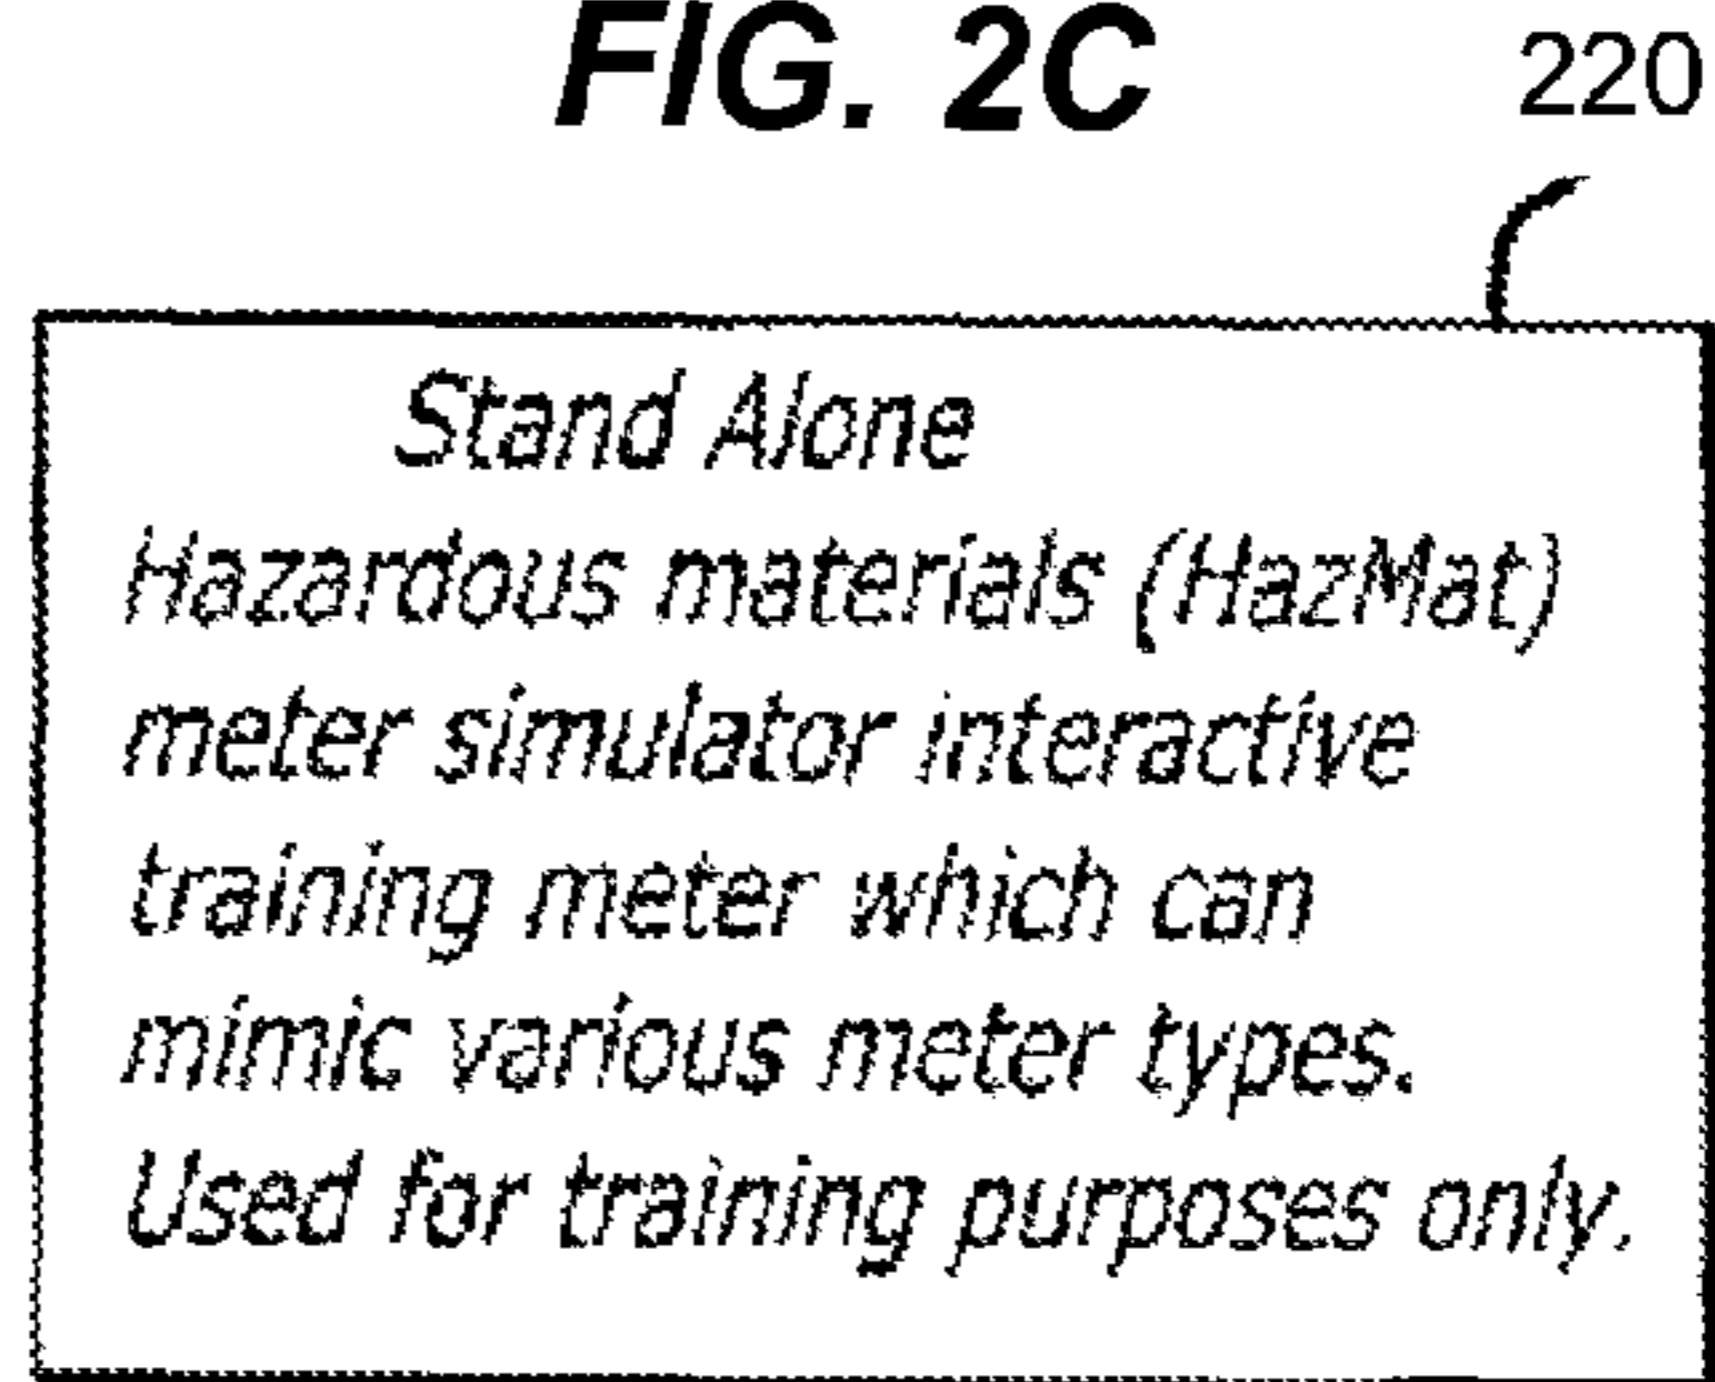 FIG. 2C
220
Stand Alone
Hazardous materials (HazMat)
meter simulator interactive
training meter which can
mimic various meter types.
Used for training purposes only.